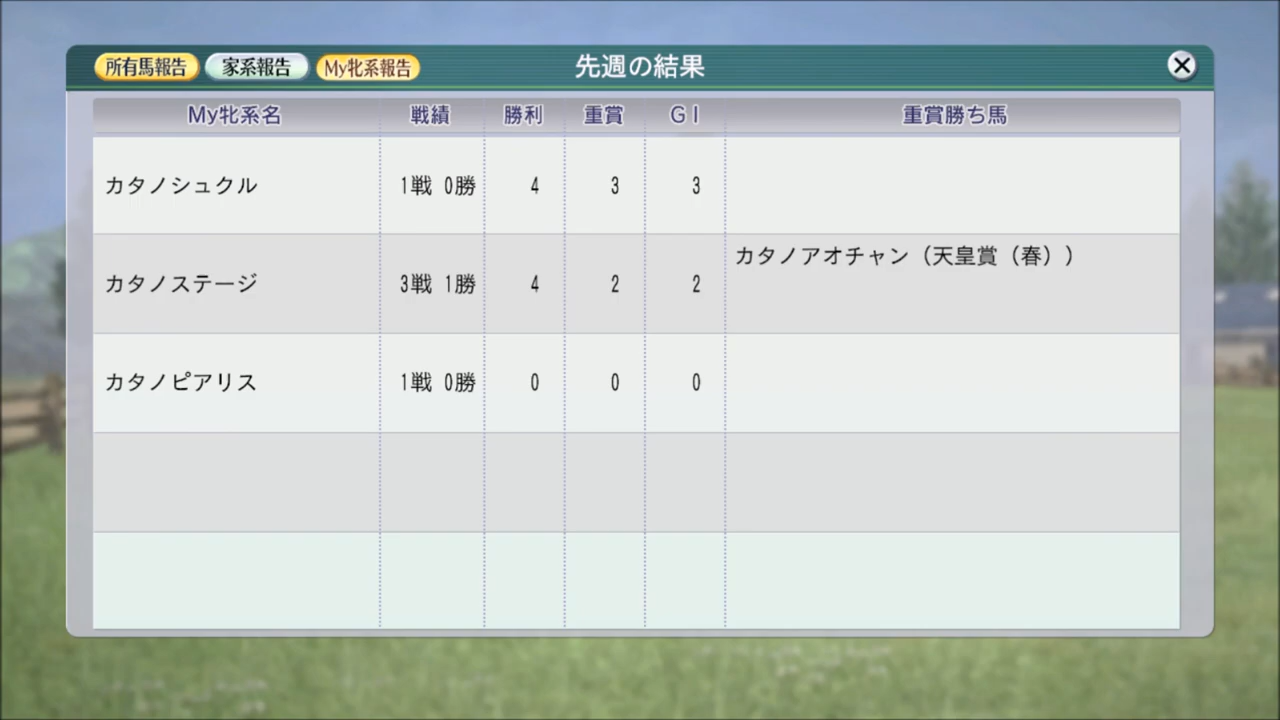 所有馬報告 家系報告 My牝系報告 先週の結果
My牝系名 戦績 勝利 重賞 GⅠ 重賞勝ち馬
カタノシュクル 1戦 0勝 4 3 3
カタノアオチャン（天皇賞（春））
カタノステージ 3戦 1勝 4 2 2
カタノピアリス 1戦 0勝 0 0 0